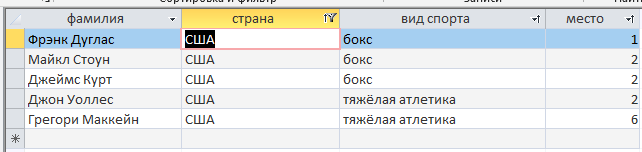 фамилия страна вид спорта место
Фрэнк Дуглас США бокс 1
Майкл Стоун США бокс 2
Джеймс Курт США бокс 2
Джон Уоллес США тяжёлая атлетика 2
Грегори Маккейн США тяжёлая атлетика 6